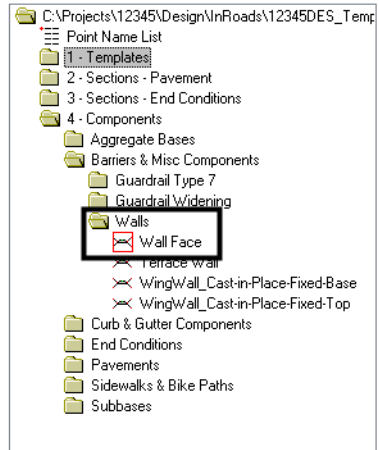 C:\Projects\12345\Design\InRoads\12345DES_Temp
Point Name List
1 - Templates
2 - Sections - Pavement
3 - Sections - End Conditions
4 - Components
Aggregate Bases
Barriers & Misc Components
Guardrail Type 7
Guardrail Widening
Walls
Wall Face
Terrace Wall
WingWall_Cast-in-Place-Fixed-Base
WingWall_Cast-in-Place-Fixed-Top
Curb & Gutter Components
End Conditions
Pavements
Sidewalks & Bike Paths
Subbases